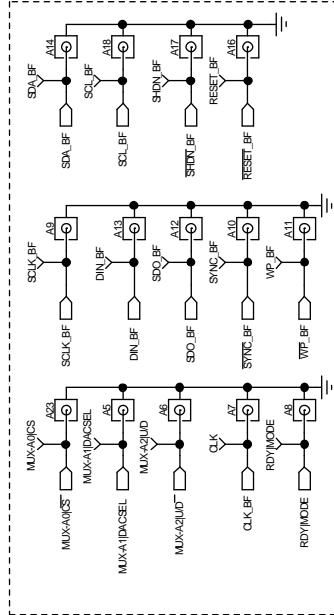 MUX-A0|CS
A23
MUX-A0|CS
MUX-A1|DACSEL
A5
MUX-A1|DACSEL
MUX-A2|U/D
A6
MUX-A2|U/D
CLK
A7
CLK_BF
RDY|MODE
A8
RDY|MODE
SCLK_BF
A9
SCLK_BF
DIN_BF
A13
DIN_BF
SDO_BF
A12
SDO_BF
SYNC_BF
A10
SYNC_BF
WP_BF
A11
WP_BF
SDA_BF
A14
SDA_BF
SCL_BF
A18
SCL_BF
SHDN_BF
A17
SHDN_BF
RESET_BF
A16
RESET_BF